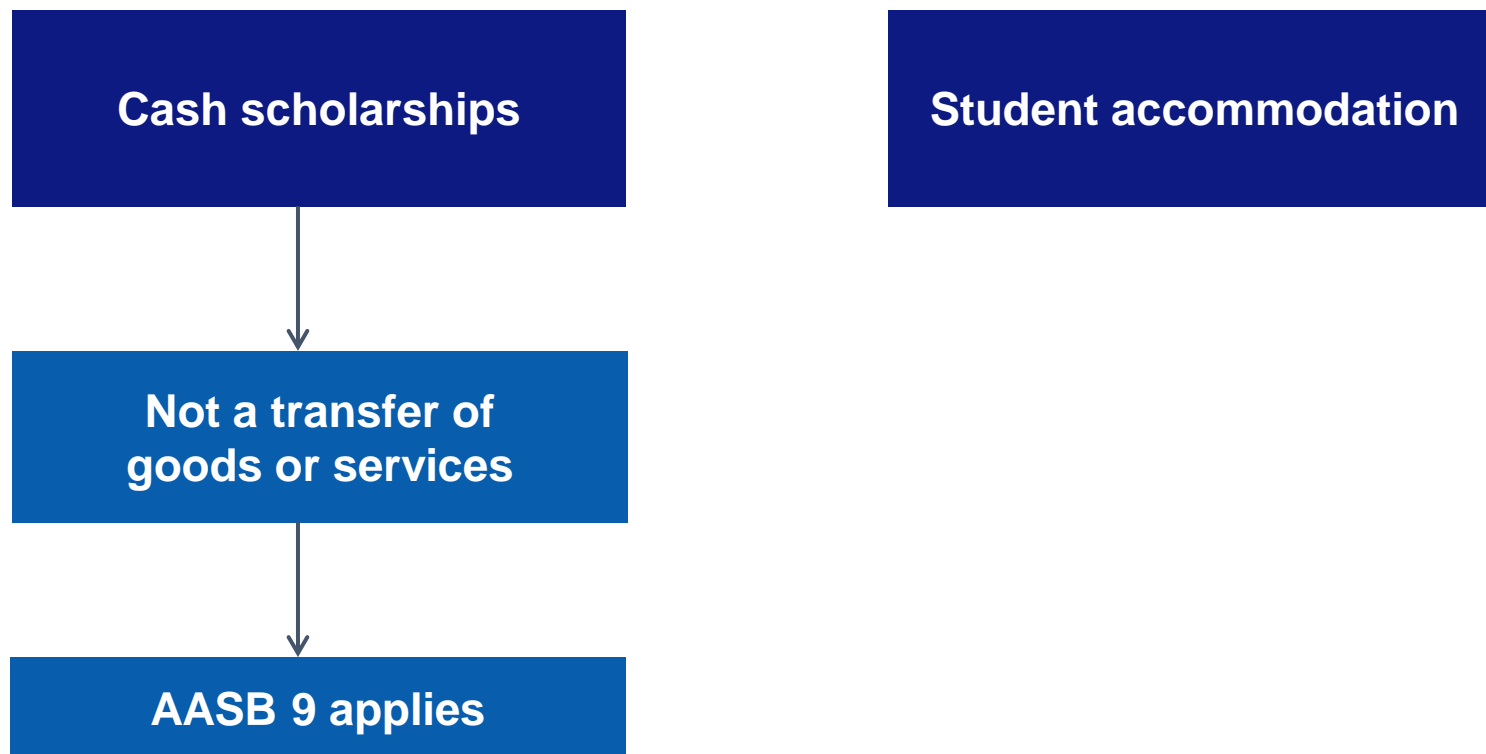 Cash scholarships
Student accommodation
Not a transfer of
goods or services
AASB 9 applies